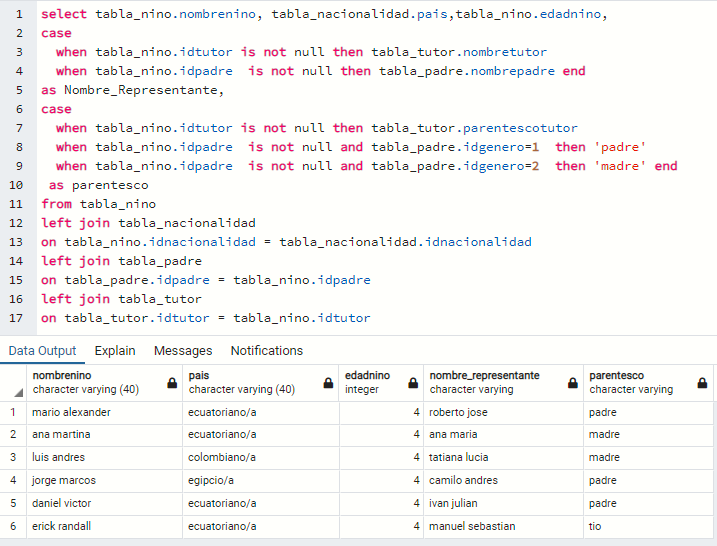 1 select tabla_nino.nombrenino, tabla_nacionalidad.pais,tabla_nino.edadnino,
2 case
3 when tabla_nino.idtutor is not null then tabla_tutor.nombretutor
4 when tabla_nino.idpadre  is not null then tabla_padre.nombrepadre end
5 as Nombre_Representante,
6 case
7 when tabla_nino.idtutor is not null then tabla_tutor.parentescotutor
8 when tabla_nino.idpadre  is not null and tabla_padre.idgenero=1  then 'padre'
9 when tabla_nino.idpadre  is not null and tabla_padre.idgenero=2  then 'madre' end
10 as parentesco
11 from tabla_nino
12 left join tabla_nacionalidad
13 on tabla_nino.idnacionalidad = tabla_nacionalidad.idnacionalidad
14 left join tabla_padre
15 on tabla_padre.idpadre = tabla_nino.idpadre
16 left join tabla_tutor
17 on tabla_tutor.idtutor = tabla_nino.idtutor
Data Output Explain Messages Notifications
nombrenino pais edadnino nombre_representante parentesco
character varying (40) character varying (40) integer character varying character varying
1 mario alexander ecuatoriano/a 4 roberto jose padre
2 ana martina ecuatoriano/a 4 ana maria madre
3 luis andres colombiano/a 4 tatiana lucia madre
4 jorge marcos egipcio/a 4 camilo andres padre
5 daniel victor ecuatoriano/a 4 ivan julian padre
6 erick randall ecuatoriano/a 4 manuel sebastian tio